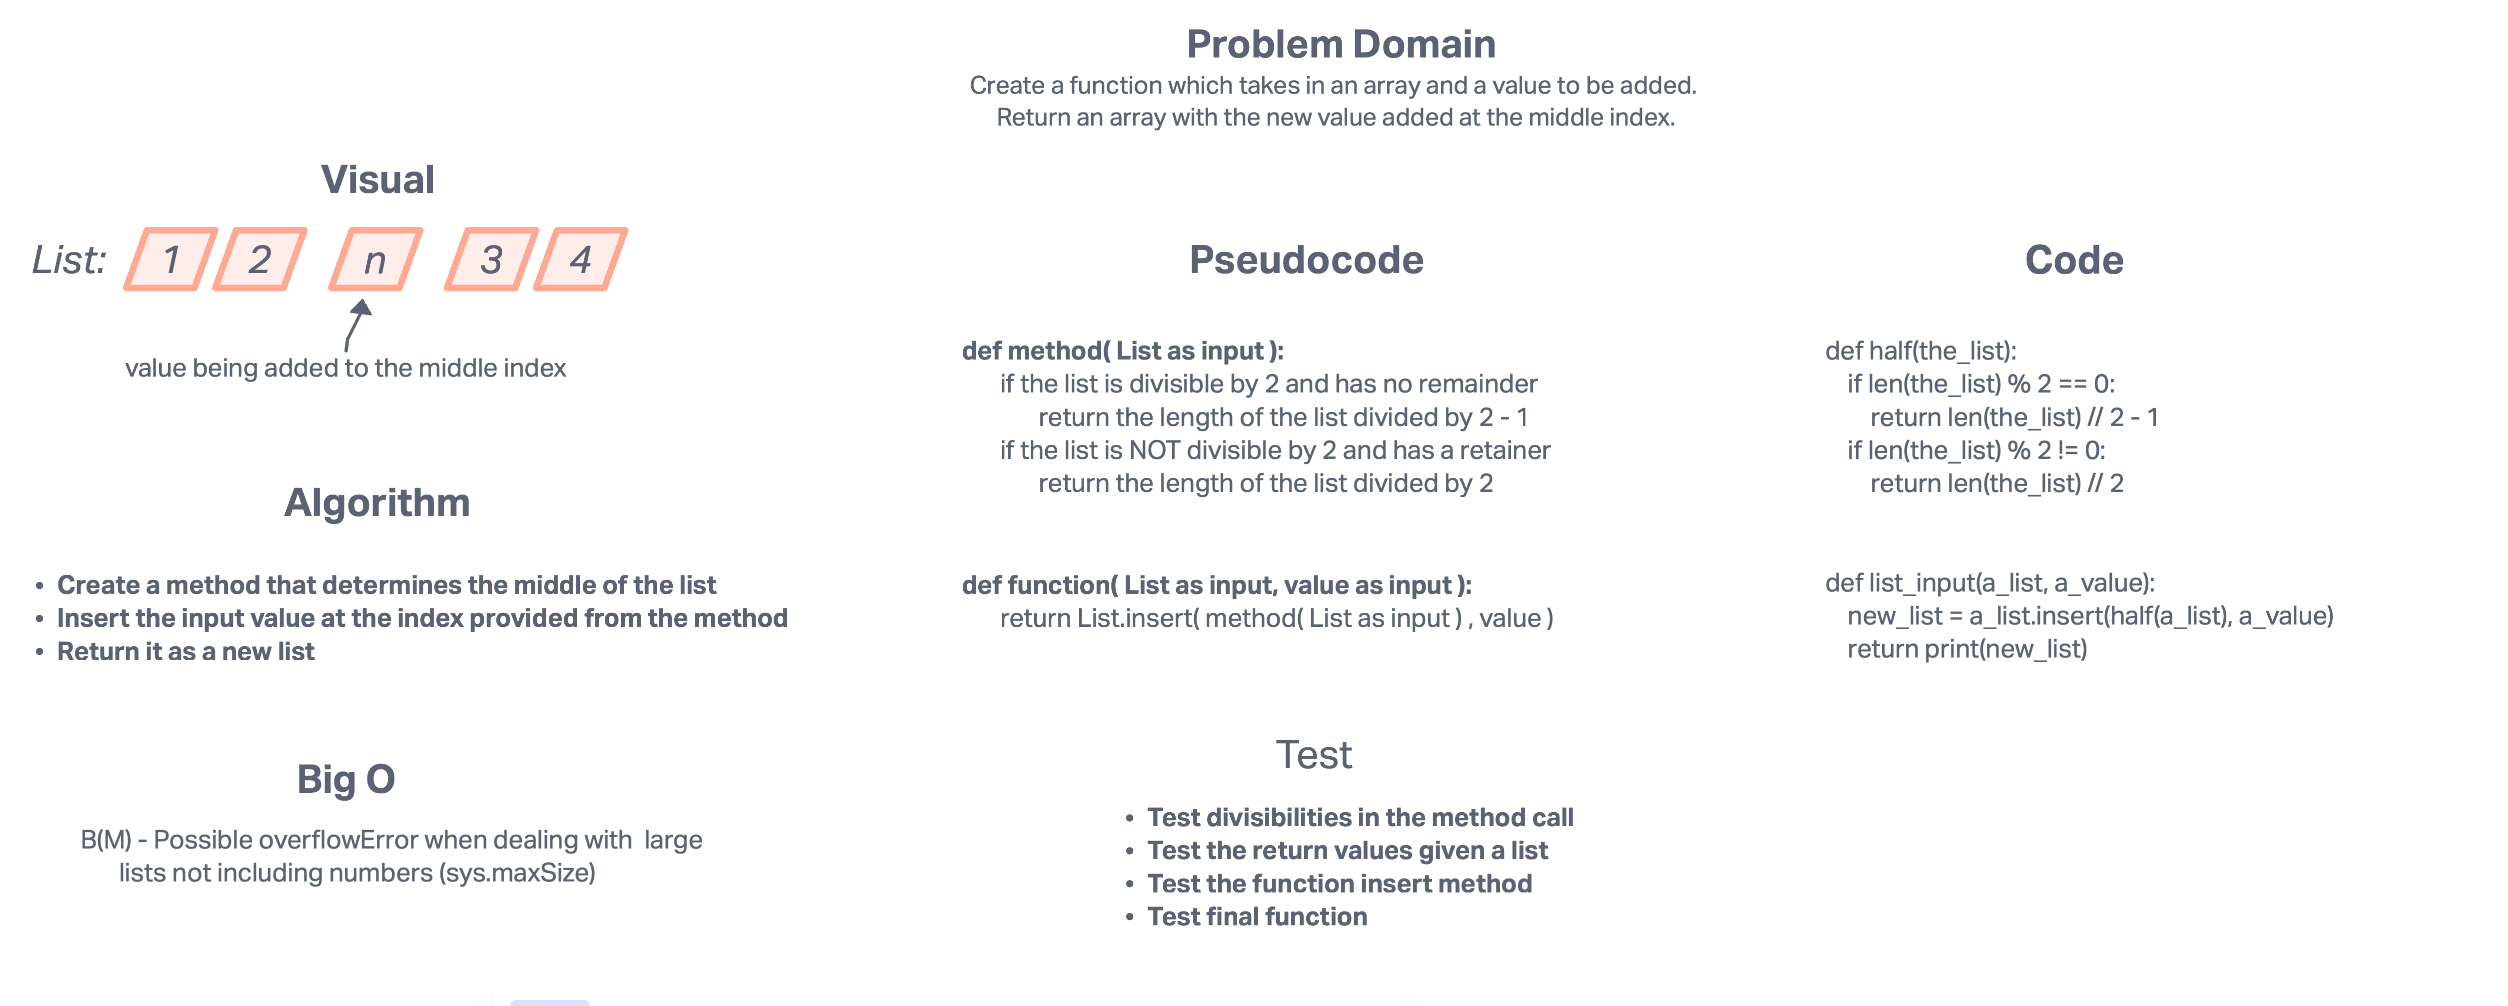 Problem Domain
Create a function which takes in an array and a value to be added.
Return an array with the new value added at the middle index.
Visual
List: 1 2 n 3 4
value being added to the middle index
Algorithm
• Create a method that determines the middle of the list
• Insert the input value at the index provided from the method
• Return it as a new list
Big O
B(M) - Possible overflowError when dealing with large
lists not including numbers (sys.maxSize)
Pseudocode
def method( List as input ):
if the list is divisible by 2 and has no remainder
return the length of the list divided by 2 - 1
if the list is NOT divisible by 2 and has a retainer
return the length of the list divided by 2
def function( List as input, value as input ):
return List.insert( method( List as input ) , value )
Test
• Test divisibilities in the method call
• Test the return values given a list
• Test the function insert method
• Test final function
Code
def half(the_list):
if len(the_list) % 2 == 0:
return len(the_list) // 2 - 1
if len(the_list) % 2 != 0:
return len(the_list) // 2
def list_input(a_list, a_value):
new_list = a_list.insert(half(a_list), a_value)
return print(new_list)